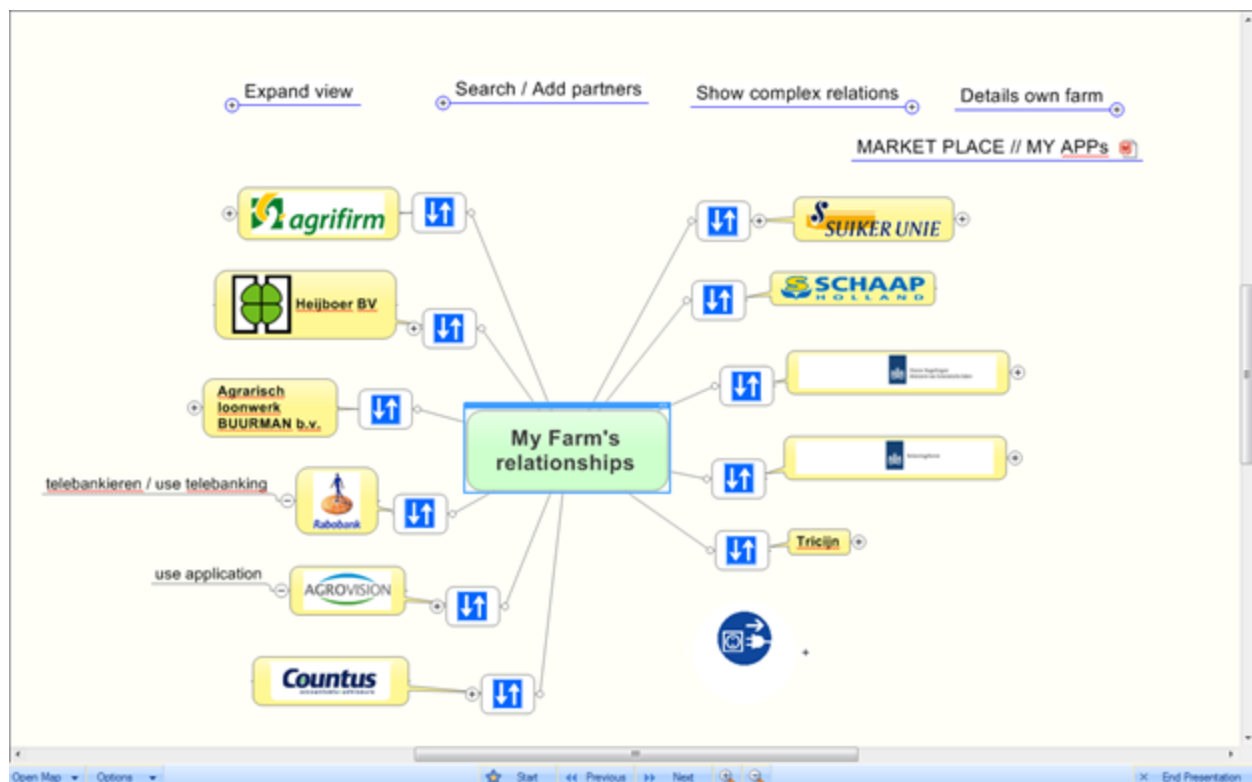 Expand view
Search / Add partners
Show complex relations
Details own farm
MARKET PLACE // MY APPs
agrifirm
SUIKER UNIE
Heijboer BV
SCHAAP
HOLLAND
Agrarisch
loonwerk
BUURMAN b.v.
My Farm's
relationships
telebankieren / use telebanking
Rabobank
Tricijn
use application
AGROVISION
Countus
Open Map
Options
Start
Previous
Next
End Presentation